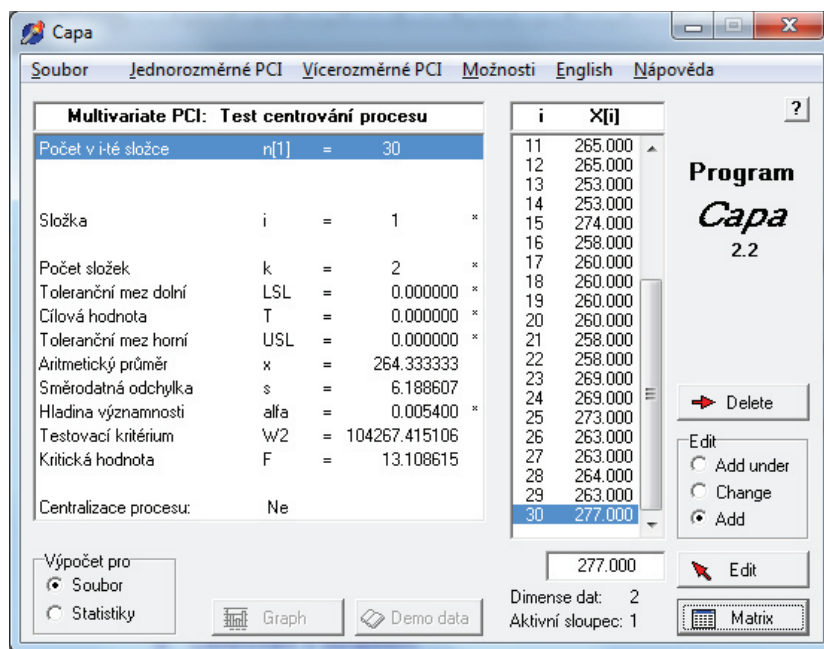 Capa
Soubor Jednorozměrné PCI Vícerozměrné PCI Možnosti English Nápověda
Multivariate PCI: Test centrování procesu
Počet v i-té složce n[1] = 30
Složka i = 1 *
Počet složek k = 2 *
Toleranční mez dolní LSL = 0.000000 *
Cílová hodnota T = 0.000000 *
Toleranční mez horní USL = 0.000000 *
Aritmetický průměr x = 264.333333
Směrodatná odchylka s = 6.188607
Hladina významnosti alfa = 0.005400 *
Testovací kritérium W2 = 104267.415106
Kritická hodnota F = 13.108615
Centralizace procesu: Ne
i X[i]
11 265.000
12 265.000
13 253.000
14 253.000
15 274.000
16 258.000
17 260.000
18 260.000
19 260.000
20 260.000
21 258.000
22 258.000
23 269.000
24 269.000
25 273.000
26 263.000
27 263.000
28 264.000
29 263.000
30 277.000
277.000
Dimense dat: 2
Aktivní sloupec: 1
?
Program
Capa
2.2
Delete
Edit
Add under
Change
Add
Edit
Matrix
Výpočet pro
Soubor
Statistiky
Graph
Demo data